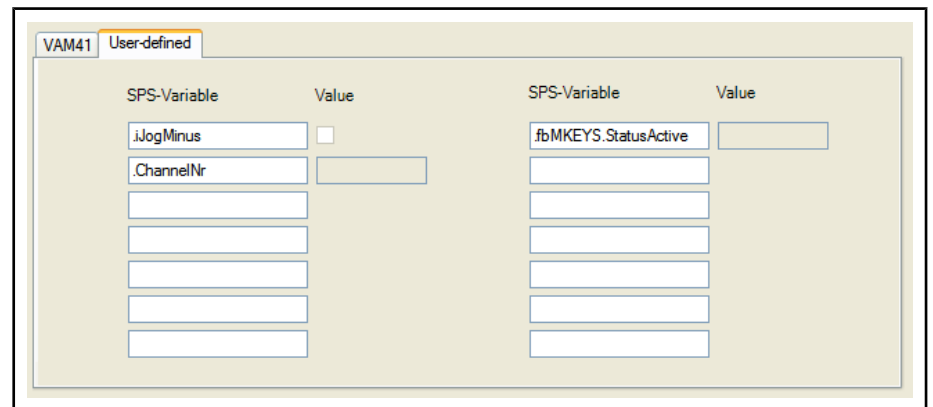 VAM41 User-defined
SPS-Variable Value SPS-Variable Value
.iJogMinus .fbMKEYS.StatusActive
.ChannelNr